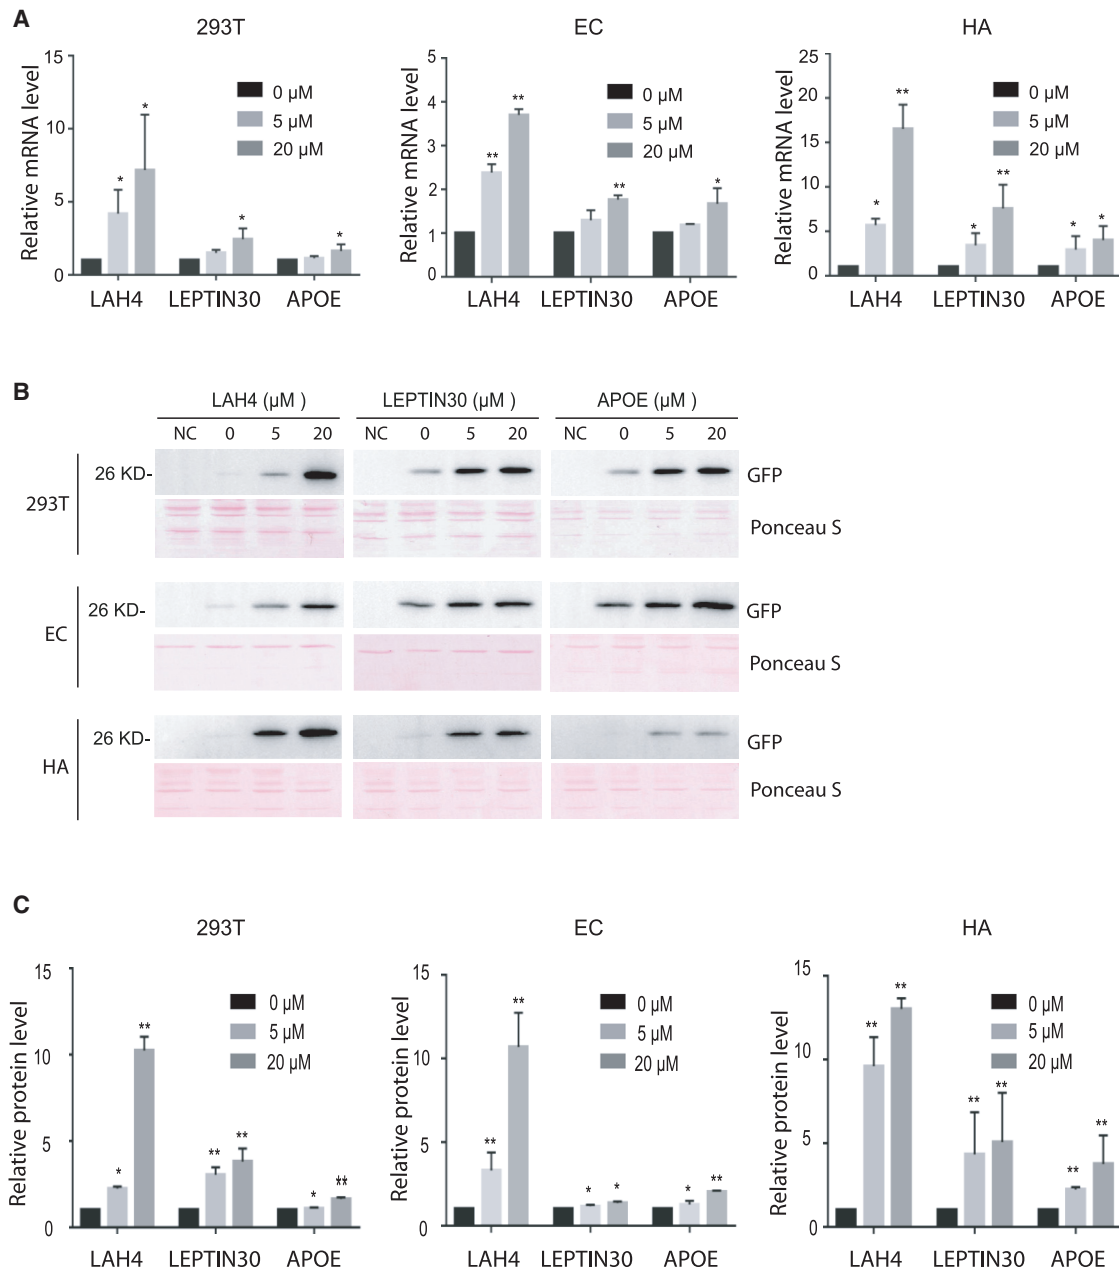 A
293T
EC
HA
Relative mRNA level
15
10
5
0
0 µM
5 µM
20 µM
* * * *
LAH4 LEPTIN30 APOE
Relative mRNA level
5
4
3
2
1
0
0 µM
5 µM
20 µM
** ** ** *
LAH4 LEPTIN30 APOE
Relative mRNA level
25
20
15
10
5
0
0 µM
5 µM
20 µM
* ** * ** * *
LAH4 LEPTIN30 APOE
B
LAH4 (µM ) LEPTIN30 (µM ) APOE (µM )
NC 0 5 20 NC 0 5 20 NC 0 5 20
293T
26 KD-
GFP
Ponceau S
EC
26 KD-
GFP
Ponceau S
HA
26 KD-
GFP
Ponceau S
C
293T
EC
HA
Relative protein level
15
10
5
0
0 µM
5 µM
20 µM
* ** ** ** * **
LAH4 LEPTIN30 APOE
Relative protein level
15
10
5
0
0 µM
5 µM
20 µM
** ** * * * **
LAH4 LEPTIN30 APOE
Relative protein level
15
10
5
0
0 µM
5 µM
20 µM
** ** ** ** ** **
LAH4 LEPTIN30 APOE